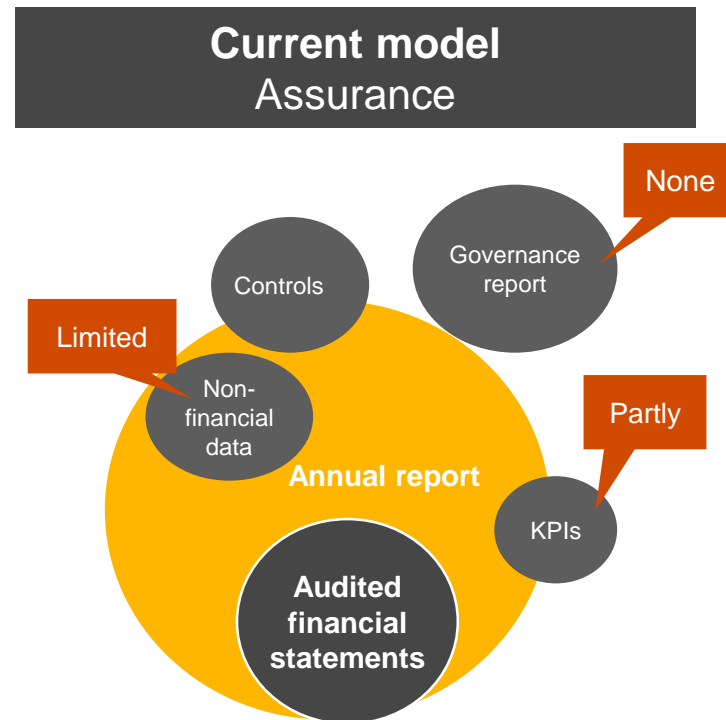 Current model
Assurance
None
Governance
report
Controls
Limited
Non-
financial
data
Partly
Annual report
KPIs
Audited
financial
statements